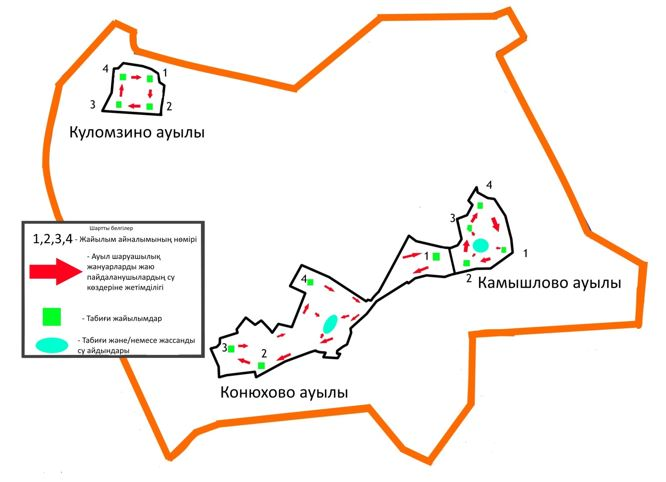 4
1
3
2
Куломзино ауылы
4
3
1
1
2
Камышлово ауылы
4
3
2
Конюхово ауылы
Шартты белгілер
1,2,3,4 - Жайылым айналымының нөмірі
- Ауыл шаруашылық
жануарларды жаю
пайдаланушылардың су
көздеріне жетімділігі
- Табиғи жайылымдар
- Табиғи және/немесе жассанды
су айдындары